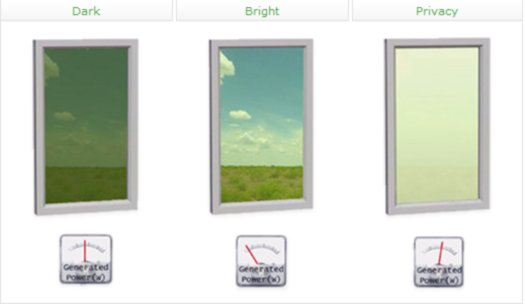 Dark
Bright
Privacy
Generated
Power(W)
Generated
Power(W)
Generated
Power(W)